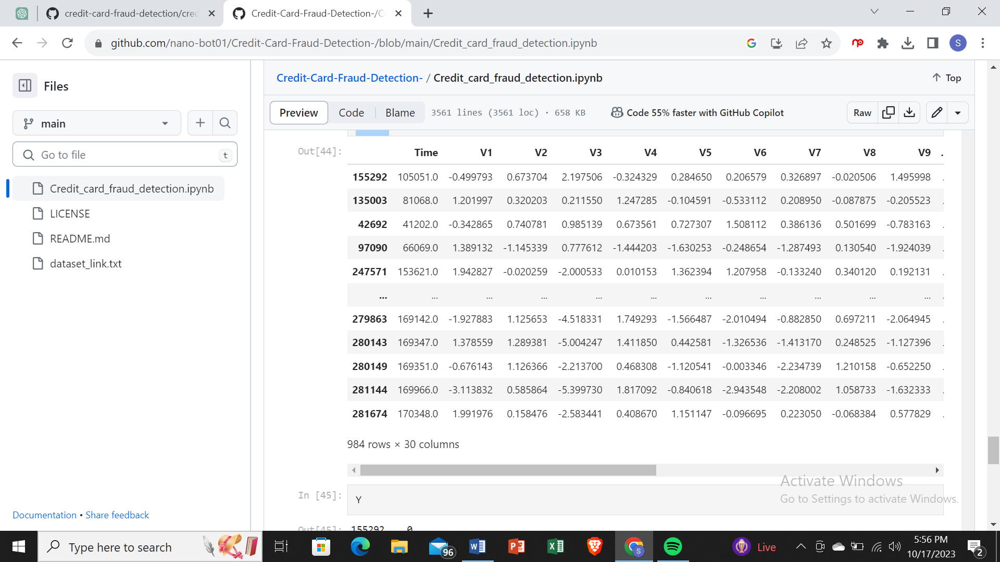 credit-card-fraud-detection/crec
Credit-Card-Fraud-Detection-/C
github.com/nano-bot01/Credit-Card-Fraud-Detection-/blob/main/Credit_card_fraud_detection.ipynb
S
Files
main
Go to file
t
Credit_card_fraud_detection.ipynb
LICENSE
README.md
dataset_link.txt
Documentation • Share feedback
Credit-Card-Fraud-Detection- / Credit_card_fraud_detection.ipynb
Top
Preview Code Blame 3561 lines (3561 loc) · 658 KB Code 55% faster with GitHub Copilot Raw
Out[44]:
Time V1 V2 V3 V4 V5 V6 V7 V8 V9 .
155292 105051.0 -0.499793 0.673704 2.197506 -0.324329 0.284650 0.206579 0.326897 -0.020506 1.495998 .
135003 81068.0 1.201997 0.320203 0.211550 1.247285 -0.104591 -0.533112 0.208950 -0.087875 -0.205523 .
42692 41202.0 -0.342865 0.740781 0.985139 0.673561 0.727307 1.508112 0.386136 0.501699 -0.783163 .
97090 66069.0 1.389132 -1.145339 0.777612 -1.444203 -1.630253 -0.248654 -1.287493 0.130540 -1.924039 .
247571 153621.0 1.942827 -0.020259 -2.000533 0.010153 1.362394 1.207958 -0.133240 0.340120 0.192131 .
... ... ... ... ... ... ... ... ... ... ... .
279863 169142.0 -1.927883 1.125653 -4.518331 1.749293 -1.566487 -2.010494 -0.882850 0.697211 -2.064945 .
280143 169347.0 1.378559 1.289381 -5.004247 1.411850 0.442581 -1.326536 -1.413170 0.248525 -1.127396 .
280149 169351.0 -0.676143 1.126366 -2.213700 0.468308 -1.120541 -0.003346 -2.234739 1.210158 -0.652250 .
281144 169966.0 -3.113832 0.585864 -5.399730 1.817092 -0.840618 -2.943548 -2.208002 1.058733 -1.632333 .
281674 170348.0 1.991976 0.158476 -2.583441 0.408670 1.151147 -0.096695 0.223050 -0.068384 0.577829 .
984 rows × 30 columns
In [45]:
Y
Out[45]: 155292 0
Activate Windows
Go to Settings to activate Windows.
Type here to search
96
Live
5:56 PM
10/17/2023
2